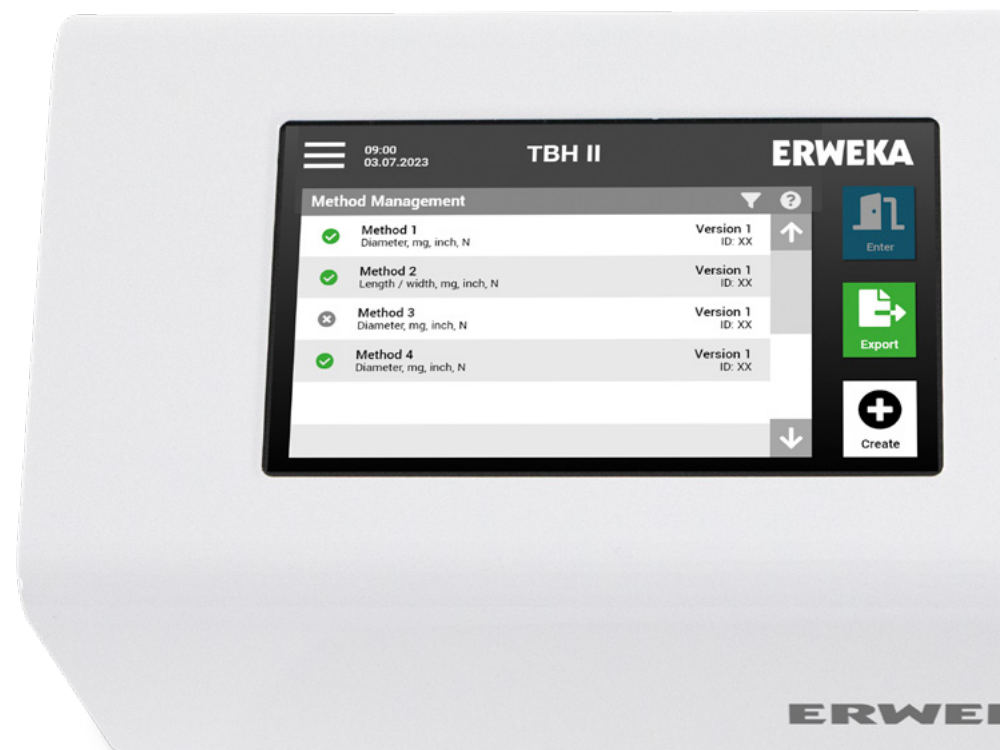 09:00
03.07.2023
TBH II
ERWEKA
Method Management
?
Method 1
Diameter, mg, inch, N
Version 1
ID: XX
Method 2
Length / width, mg, inch, N
Version 1
ID: XX
Method 3
Diameter, mg, inch, N
Version 1
ID: XX
Method 4
Diameter, mg, inch, N
Version 1
ID: XX
Enter
Export
Create
ERWE